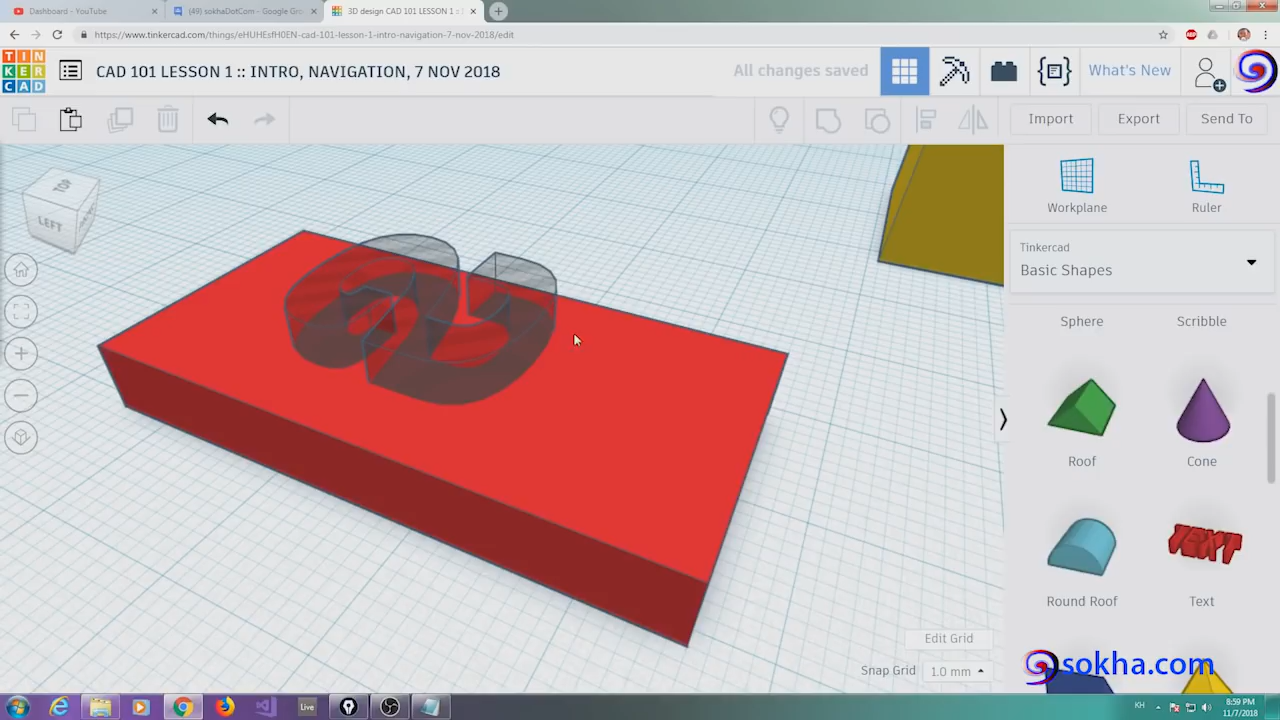 Dashboard - YouTube
(49) sokhaDotCom - Google Gro
3D design CAD 101 LESSON 1 ::
https://www.tinkercad.com/things/eHUHEsfH0EN-cad-101-lesson-1-intro-navigation-7-nov-2018/edit
TIN
KER
CAD
CAD 101 LESSON 1 :: INTRO, NAVIGATION, 7 NOV 2018
All changes saved
What's New
Import
Export
Send To
TOP
LEFT
Workplane
Ruler
Tinkercad
Basic Shapes
Sphere
Scribble
Roof
Cone
TEXT
Round Roof
Text
Edit Grid
Snap Grid
1.0 mm
sokha.com
Live
KH
8:59 PM
11/7/2018